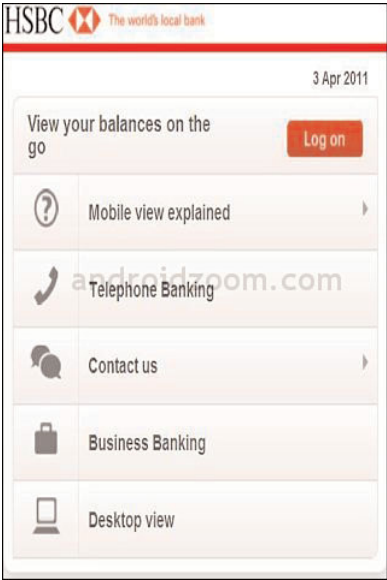 HSBC The world's local bank
3 Apr 2011
View your balances on the
go
Log on
Mobile view explained
androidzoom.com
Telephone Banking
Contact us
Business Banking
Desktop view